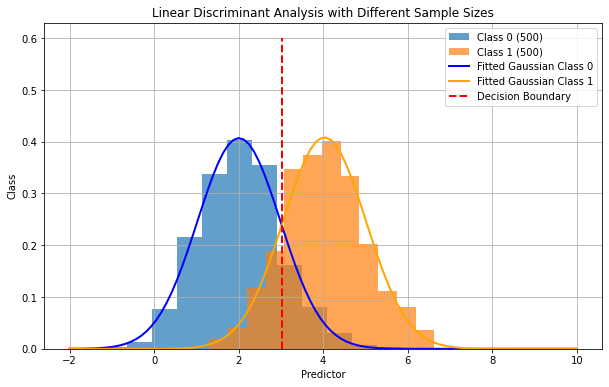 Linear Discriminant Analysis with Different Sample Sizes
Class 0 (500)
Class 1 (500)
Fitted Gaussian Class 0
Fitted Gaussian Class 1
Decision Boundary
0.6
0.5
0.4
0.3
0.2
0.1
0.0
Class
−2
0
2
4
6
8
10
Predictor